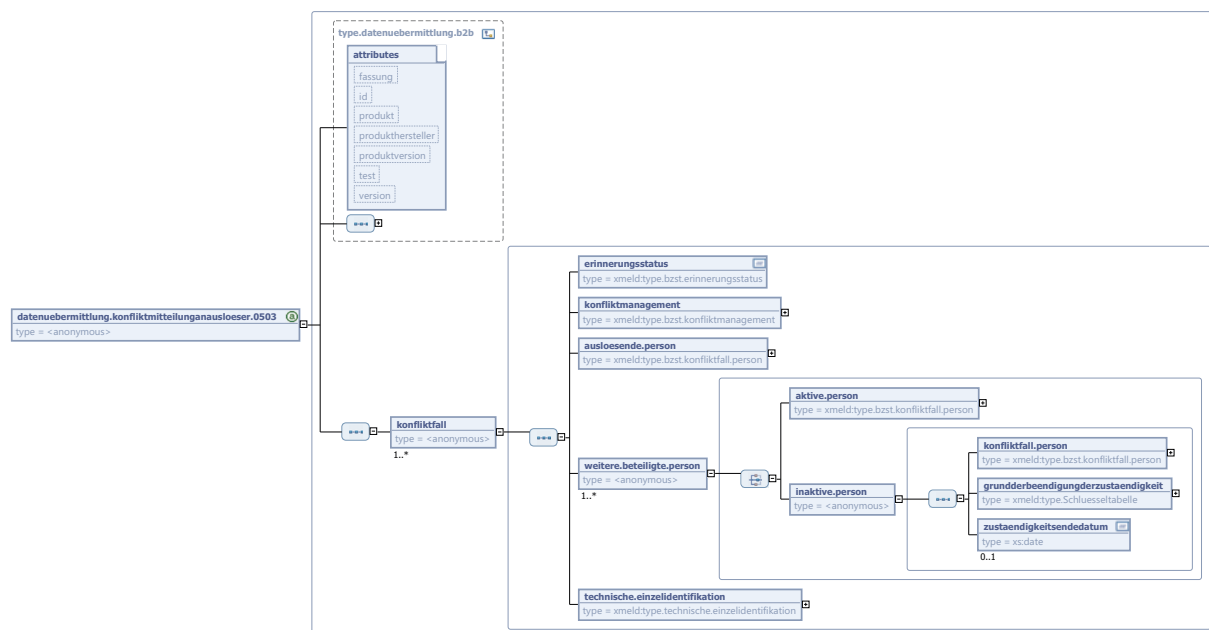 type.datenuebermittlung.b2b
attributes
fassung
id
produkt
produkthersteller
produktversion
test
version
datenuebermittlung.konfliktmitteilunganausloeser.0503
type = <anonymous>
konfliktfall
type = <anonymous>
1..*
erinnerungsstatus
type = xmeld:type.bzst.erinnerungsstatus
konfliktmanagement
type = xmeld:type.bzst.konfliktmanagement
ausloesende.person
type = xmeld:type.bzst.konfliktfall.person
weitere.beteiligte.person
type = <anonymous>
1..*
aktive.person
type = xmeld:type.bzst.konfliktfall.person
inaktive.person
type = <anonymous>
konfliktfall.person
type = xmeld:type.bzst.konfliktfall.person
grundderbeendigungderzustaendigkeit
type = xmeld:type.Schluesseltabelle
zustaendigkeitsendedatum
type = xs:date
0..1
technische.einzelidentifikation
type = xmeld:type.technische.einzelidentifikation